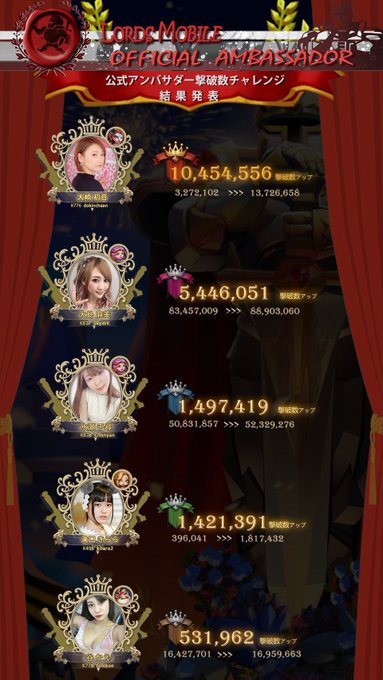 LORDS MOBILE
OFFICIAL AMBASSADOR
公式アンバサダー撃破数チャレンジ
結果発表
10,454,556 撃破数アップ
3,272,102 >>> 13,726,658
大崎 初音
K776
5,446,051 撃破数アップ
83,457,009 >>> 88,903,060
1,497,419 撃破数アップ
50,831,857 >>> 52,329,276
1,421,391 撃破数アップ
396,041 >>> 1,817,432
531,962 撃破数アップ
16,427,701 >>> 16,959,663